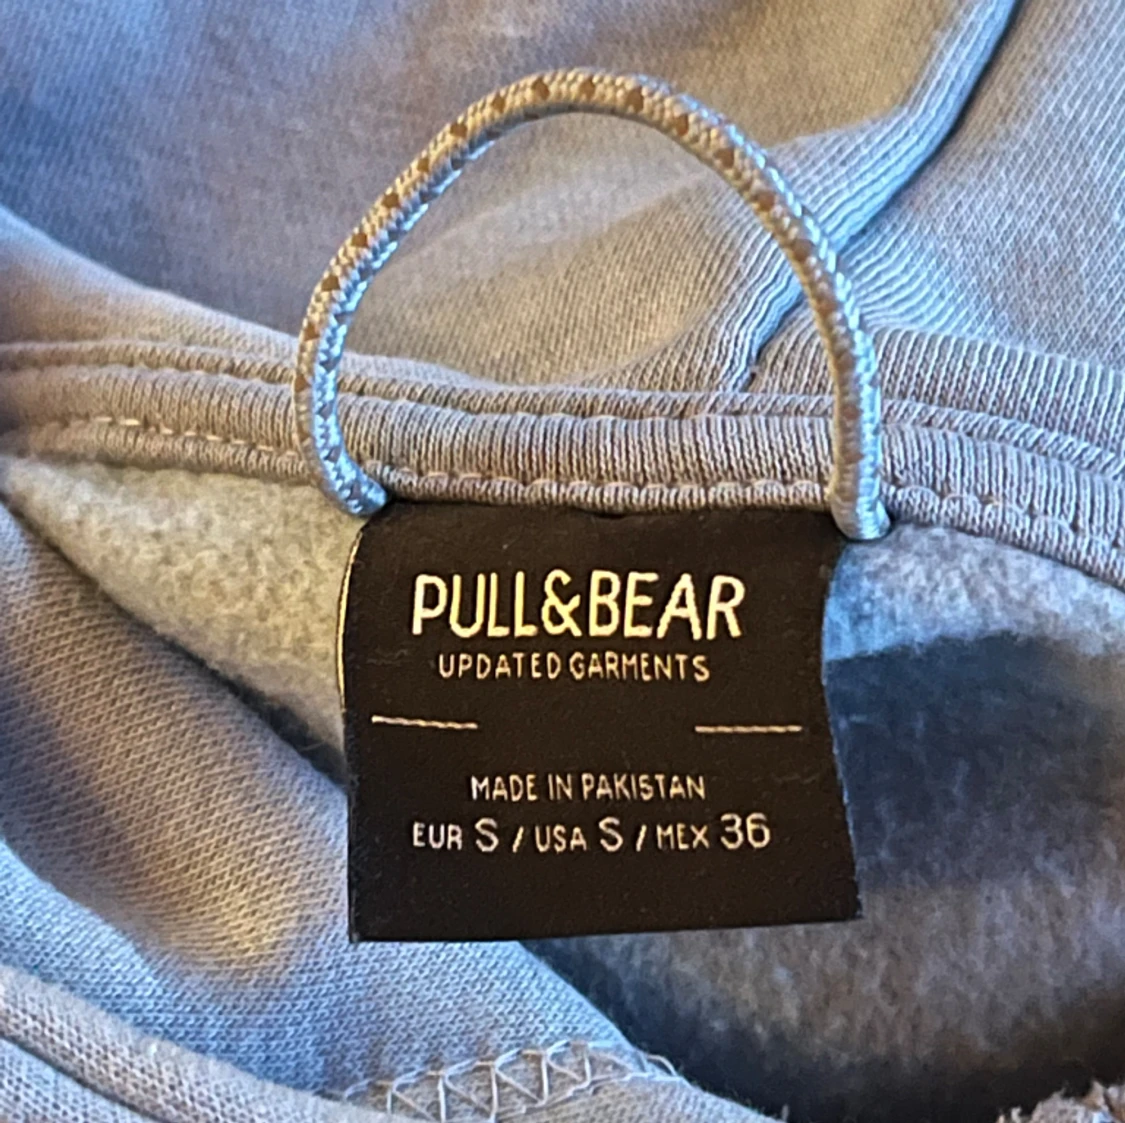 PULL&BEAR
UPDATED GARMENTS
MADE IN PAKISTAN
EUR S / USA S / MEX 36